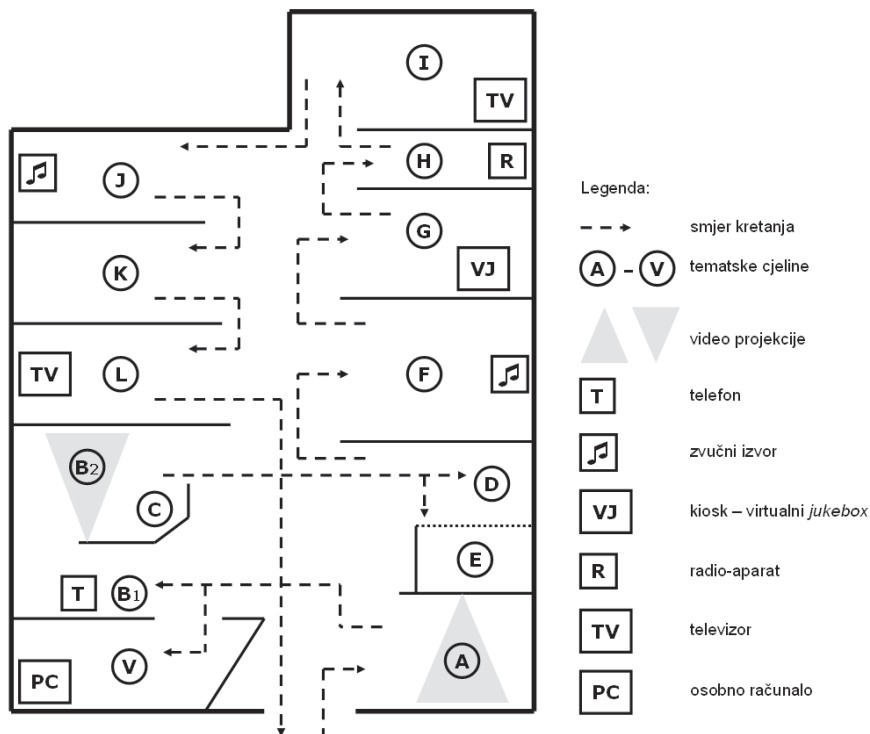 I
TV
H
R
J
G
VJ
K
TV
L
F
B2
C
D
E
T
B1
V
PC
A
Legenda:
smjer kretanja
A – V tematske cjeline
video projekcije
T telefon
zvučni izvor
VJ kiosk – virtualni jukebox
R radio-aparat
TV televizor
PC osobno računalo